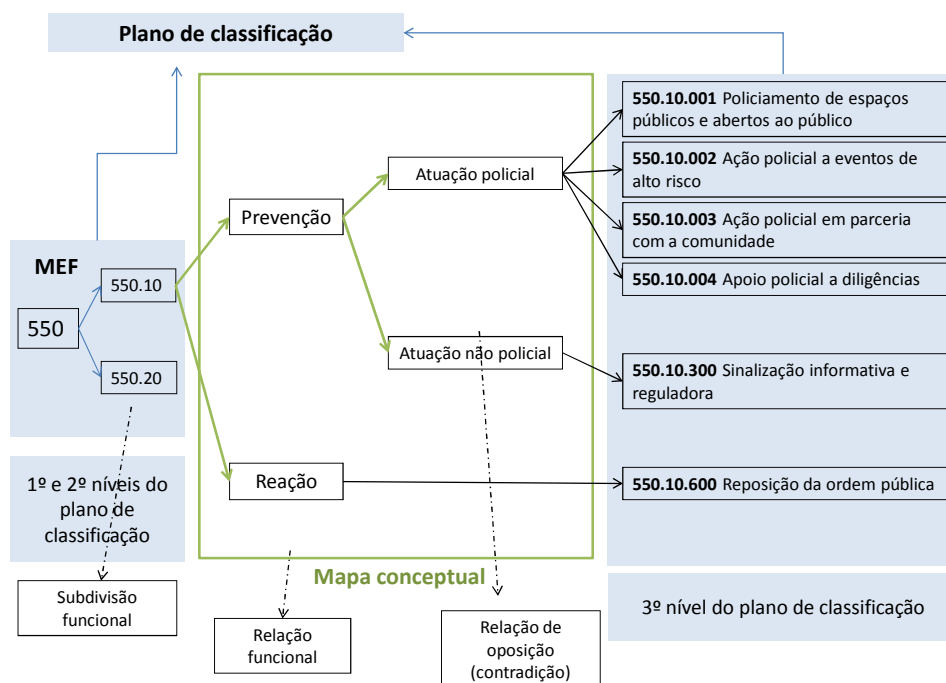 Plano de classificação
MEF
550
550.10
550.20
1º e 2º níveis do
plano de
classificação
Subdivisão
funcional
Prevenção
Reação
Atuação policial
Atuação não policial
Mapa conceptual
Relação
funcional
Relação de
oposição
(contradição)
550.10.001 Policiamento de espaços
públicos e abertos ao público
550.10.002 Ação policial a eventos de
alto risco
550.10.003 Ação policial em parceria
com a comunidade
550.10.004 Apoio policial a diligências
550.10.300 Sinalização informativa e
reguladora
550.10.600 Reposição da ordem pública
3º nível do plano de classificação